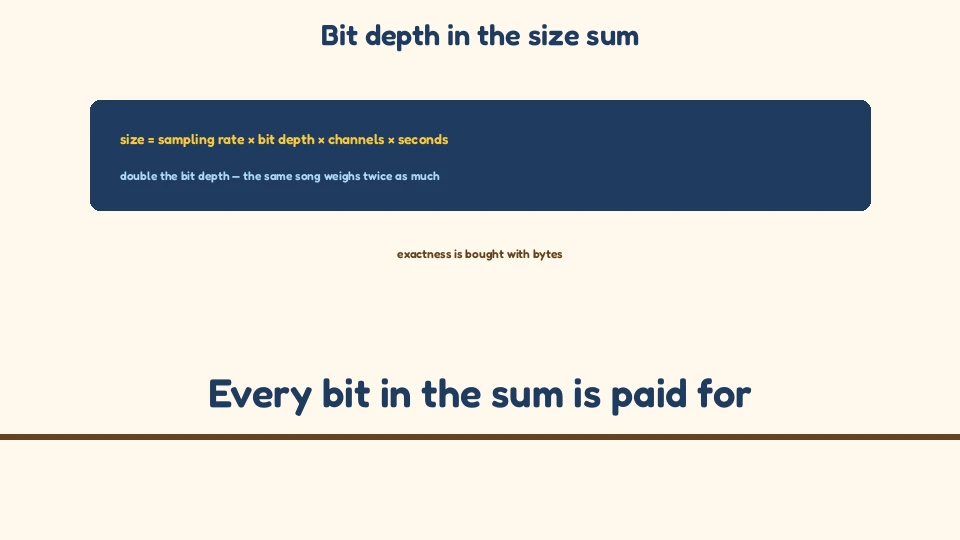 Bit depth in the size sum
size = sampling rate × bit depth × channels × seconds
double the bit depth — the same song weighs twice as much
exactness is bought with bytes
Every bit in the sum is paid for